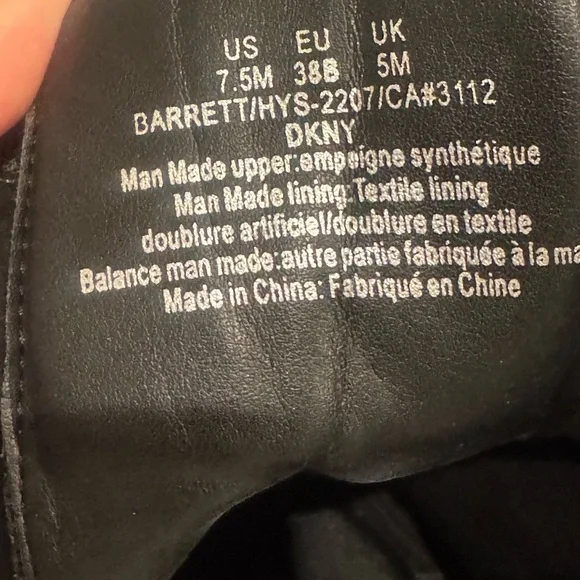 US EU UK
7.5M 38B 5M
BARRETT/HYS-2207/CA#3112
DKNY
Man Made upper:empeigne synthétique
Man Made lining:Textile lining
doublure artificiel/doublure en textile
Balance man made:autre partie fabriquée à la ma
Made in China: Fabriqué en Chine